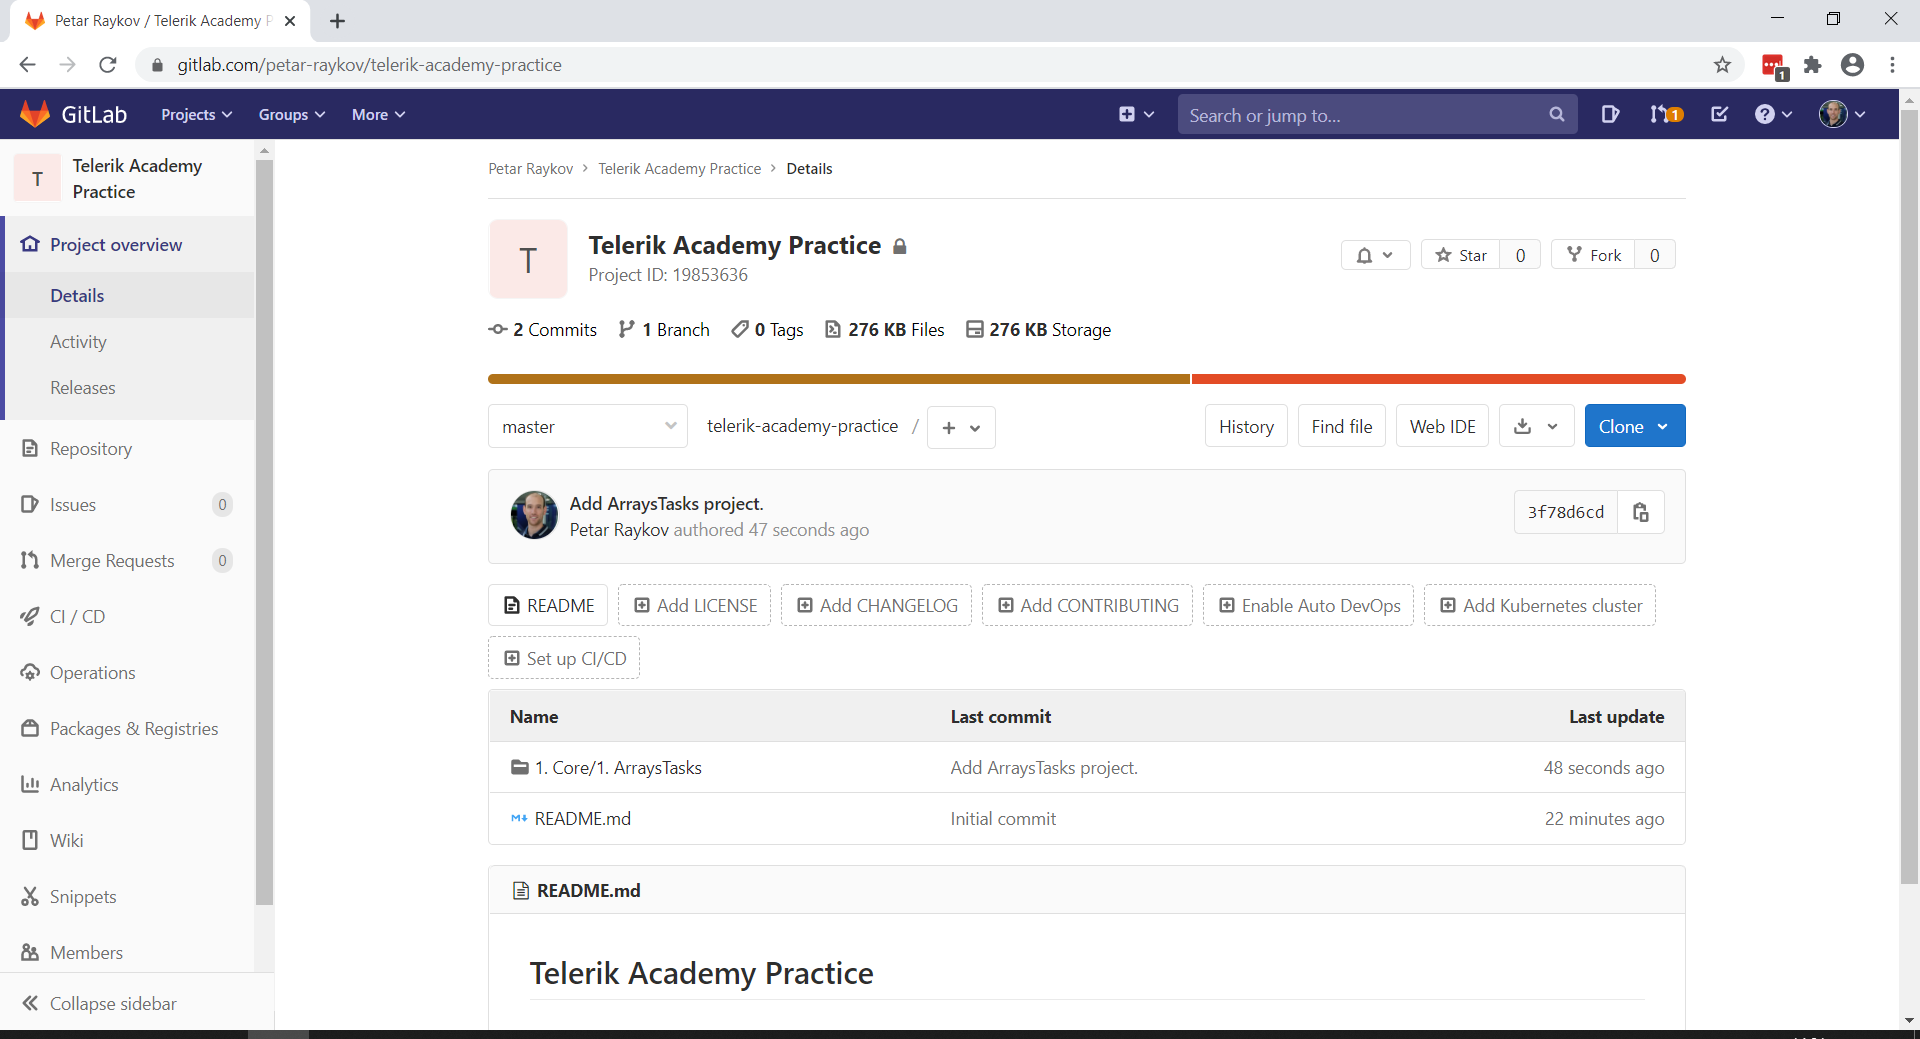 Petar Raykov / Telerik Academy P
gitlab.com/petar-raykov/telerik-academy-practice
1
GitLab
Projects
Groups
More
Search or jump to...
1
T
Telerik Academy
Practice
Project overview
Details
Activity
Releases
Repository
Issues 0
Merge Requests 0
CI / CD
Operations
Packages & Registries
Analytics
Wiki
Snippets
Members
Collapse sidebar
Petar Raykov > Telerik Academy Practice > Details
T
Telerik Academy Practice
Project ID: 19853636
Star 0
Fork 0
2 Commits 1 Branch 0 Tags 276 KB Files 276 KB Storage
master
telerik-academy-practice /
History
Find file
Web IDE
Clone
Add ArraysTasks project.
Petar Raykov authored 47 seconds ago
3f78d6cd
README
Add LICENSE
Add CHANGELOG
Add CONTRIBUTING
Enable Auto DevOps
Add Kubernetes cluster
Set up CI/CD
Name Last commit Last update
1. Core/1. ArraysTasks Add ArraysTasks project. 48 seconds ago
README.md Initial commit 22 minutes ago
README.md
Telerik Academy Practice